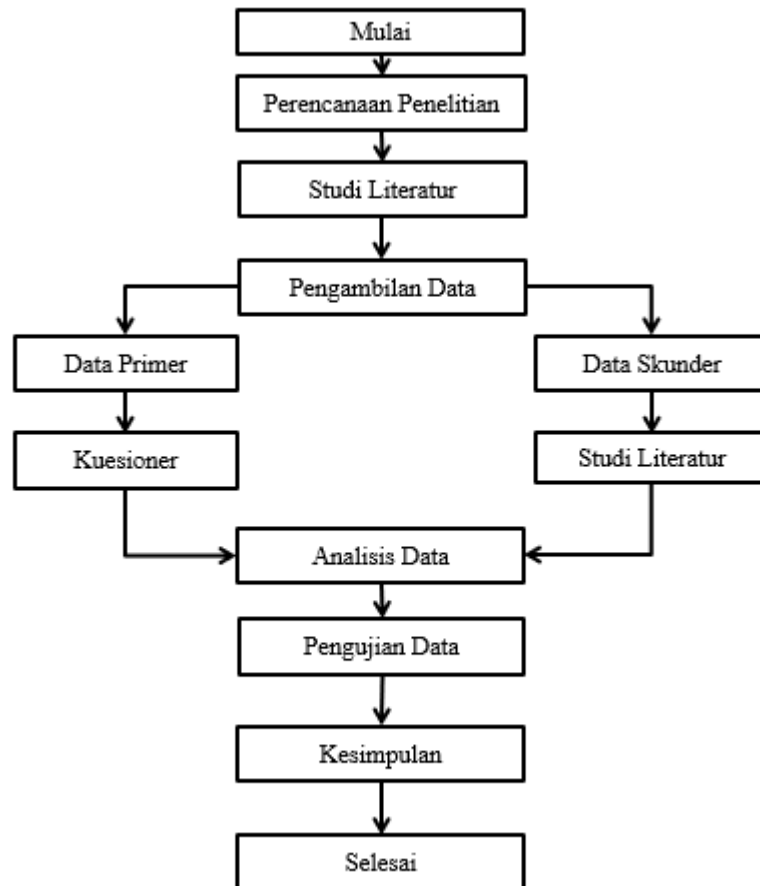 Mulai
Perencanaan Penelitian
Studi Literatur
Pengambilan Data
Data Primer
Data Skunder
Kuesioner
Studi Literatur
Analisis Data
Pengujian Data
Kesimpulan
Selesai